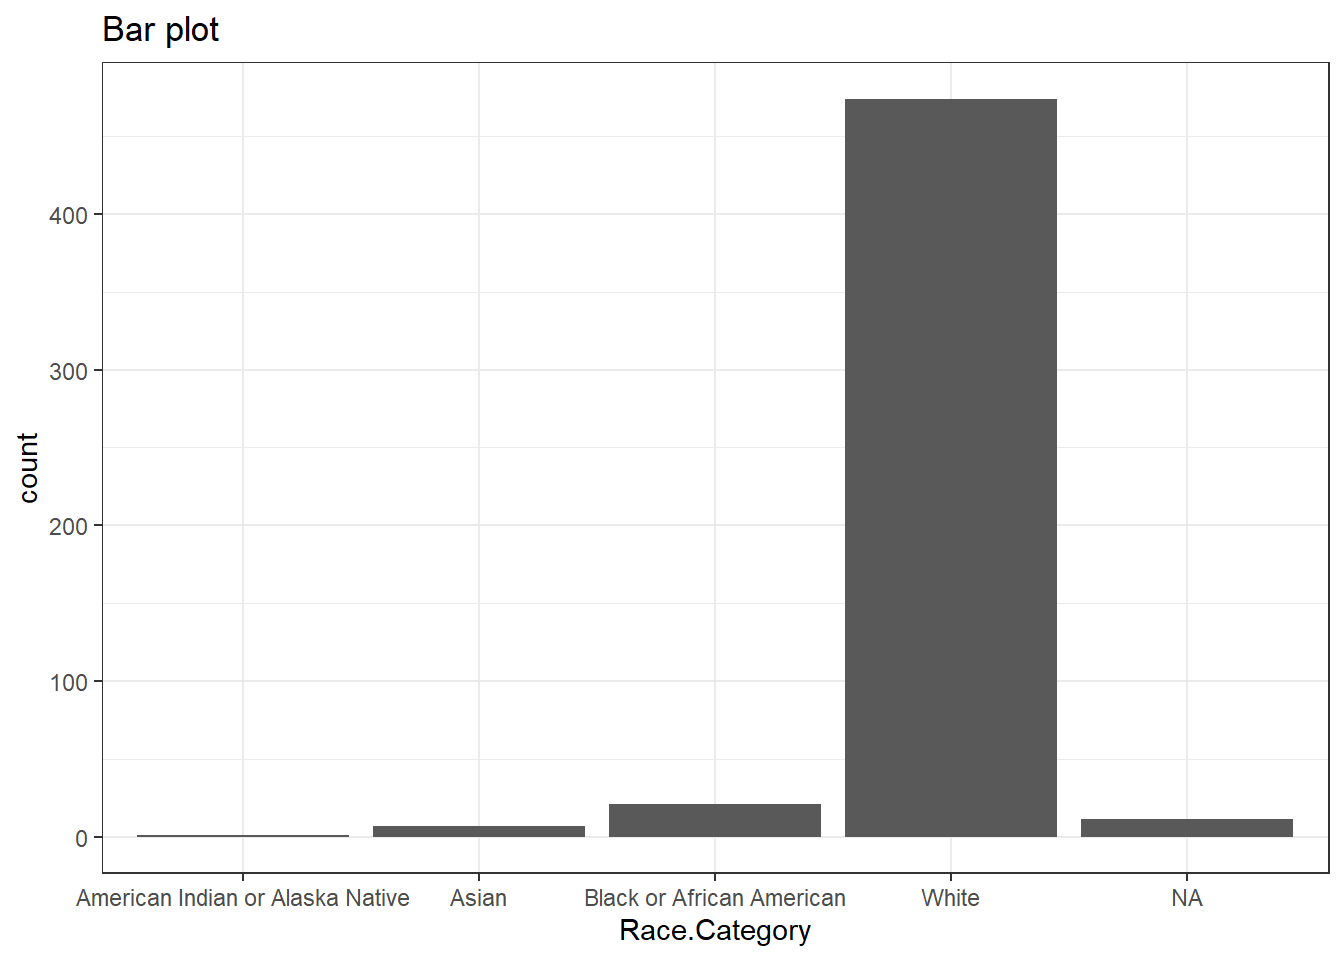 Bar plot
count
400
300
200
100
0
American Indian or Alaska Native
Asian
Black or African American
White
NA
Race.Category